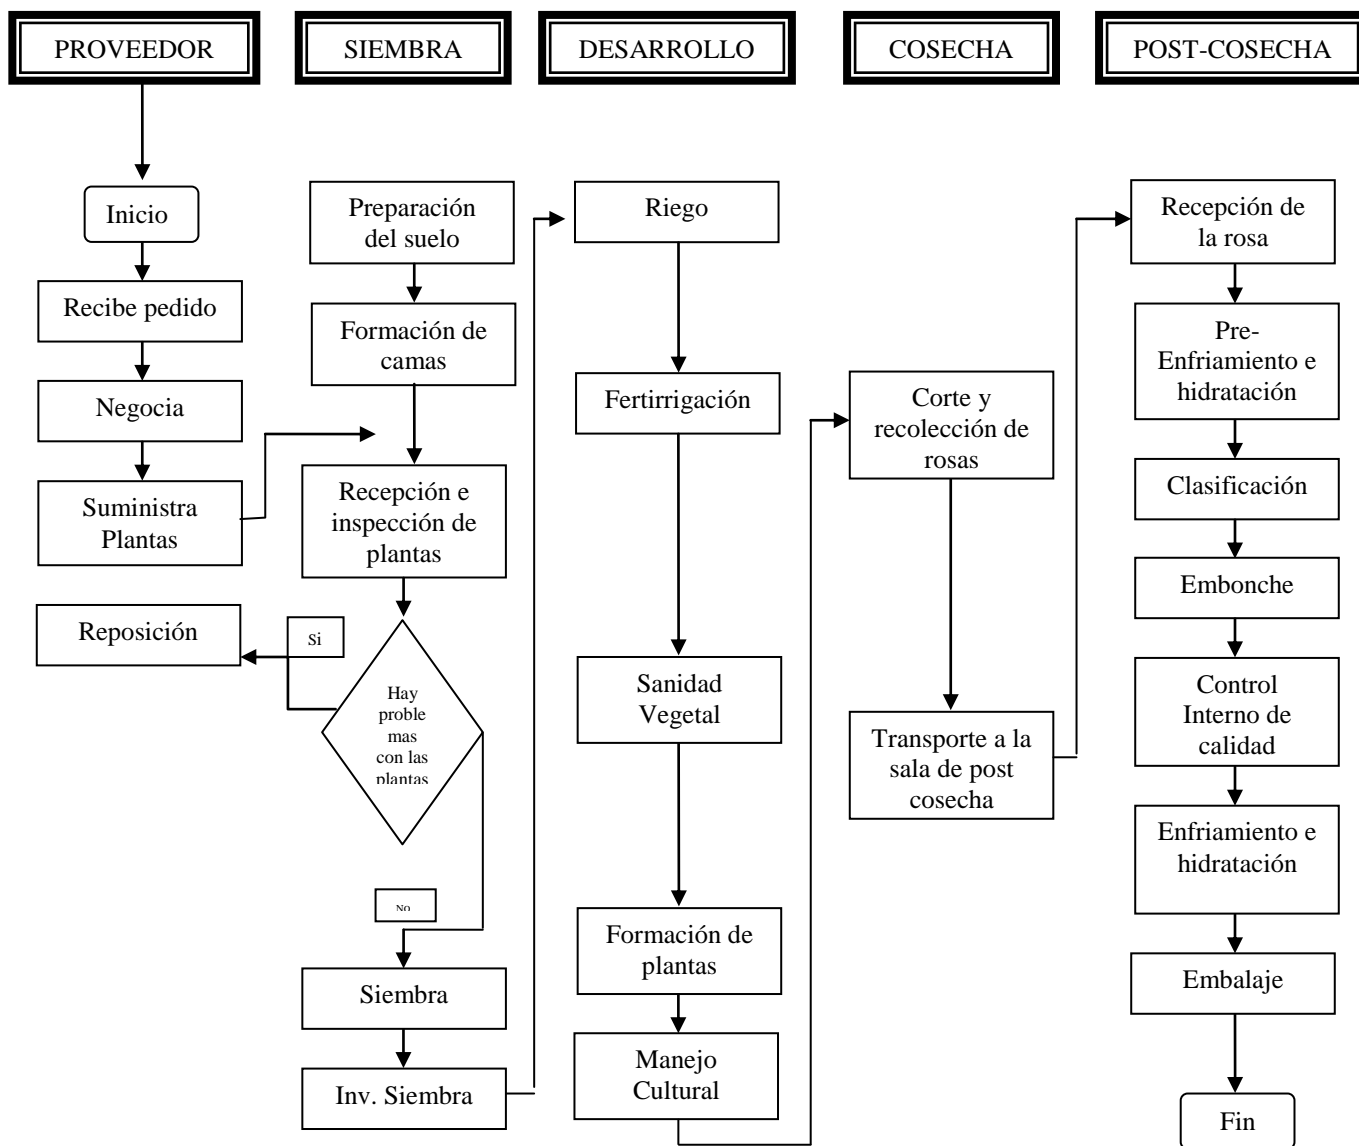 PROVEEDOR
SIEMBRA
DESARROLLO
COSECHA
POST-COSECHA
Inicio
Recibe pedido
Negocia
Suministra
Plantas
Reposición
Preparación
del suelo
Formación de
camas
Recepción e
inspección de
plantas
Si
Hay
proble
mas
con las
plantas
No
Siembra
Inv. Siembra
Riego
Fertirrigación
Sanidad
Vegetal
Formación de
plantas
Manejo
Cultural
Corte y
recolección de
rosas
Transporte a la
sala de post
cosecha
Recepción de
la rosa
Pre-
Enfriamiento e
hidratación
Clasificación
Embonche
Control
Interno de
calidad
Enfriamiento e
hidratación
Embalaje
Fin